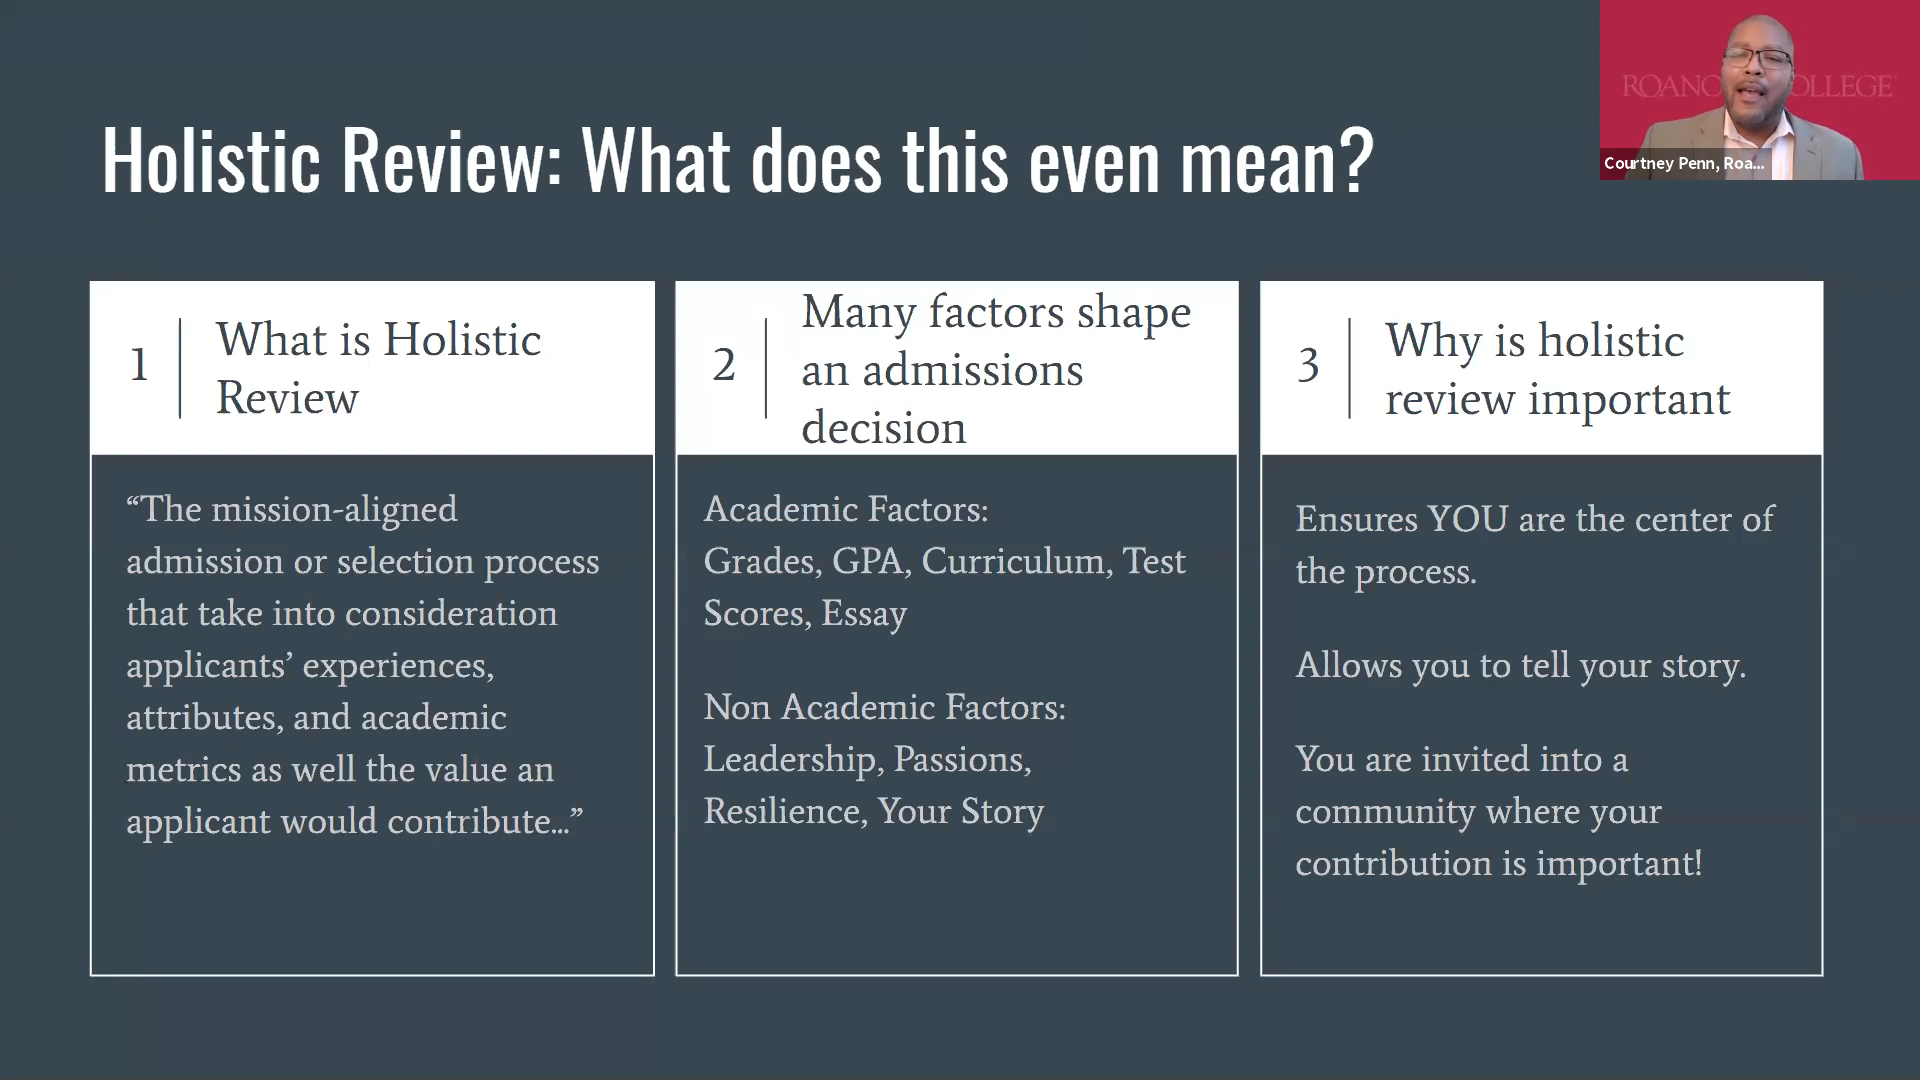 ROANO OLLEGE
Courtney Penn, Roa...
Holistic Review: What does this even mean?
1
What is Holistic
Review
“The mission-aligned
admission or selection process
that take into consideration
applicants’ experiences,
attributes, and academic
metrics as well the value an
applicant would contribute...”
2
Many factors shape
an admissions
decision
Academic Factors:
Grades, GPA, Curriculum, Test
Scores, Essay
Non Academic Factors:
Leadership, Passions,
Resilience, Your Story
3
Why is holistic
review important
Ensures YOU are the center of
the process.
Allows you to tell your story.
You are invited into a
community where your
contribution is important!